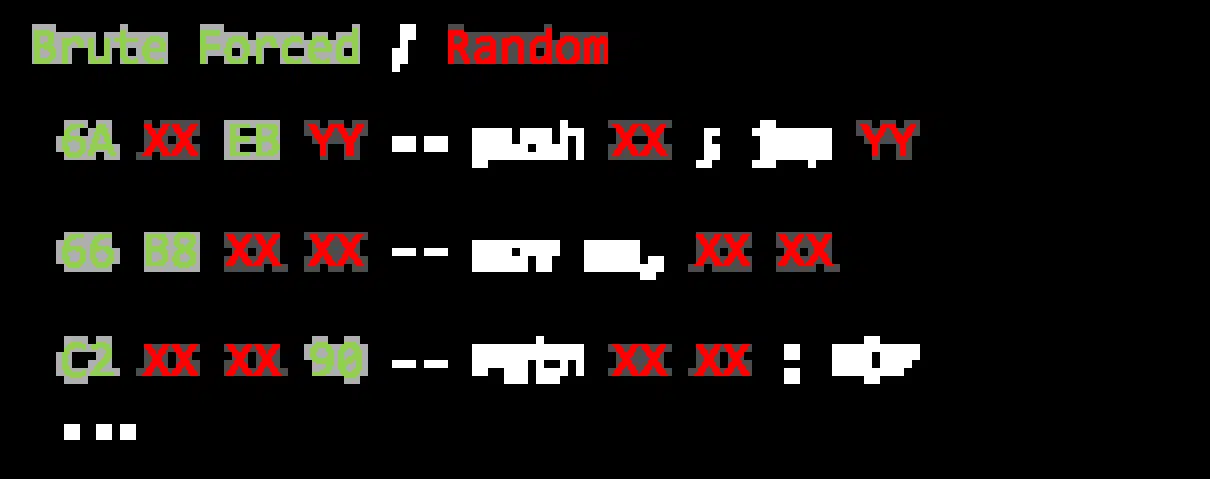 Brute Forced / Random
6A XX EB YY -- push XX ; jmp YY
66 B8 XX XX -- mov ax, XX XX
C2 XX XX 90 -- retn XX XX ; nop
...